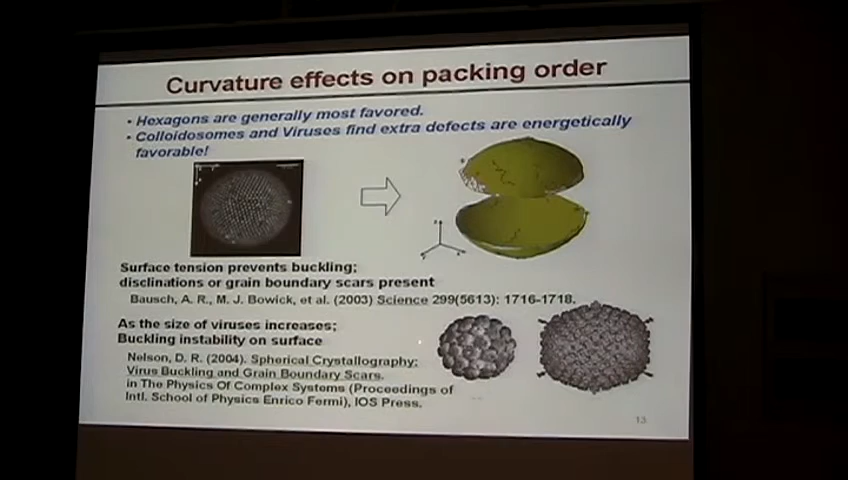 Curvature effects on packing order
• Hexagons are generally most favored.
• Colloidosomes and Viruses find extra defects are energetically
favorable!
Surface tension prevents buckling;
disclinations or grain boundary scars present
Bausch, A. R., M. J. Bowick, et al. (2003) Science 299(5613): 1716-1718.
As the size of viruses increases;
Buckling instability on surface
Nelson, D. R. (2004). Spherical Crystallography:
Virus Buckling and Grain Boundary Scars.
in The Physics Of Complex Systems (Proceedings of
Intl. School of Physics Enrico Fermi), IOS Press.
13